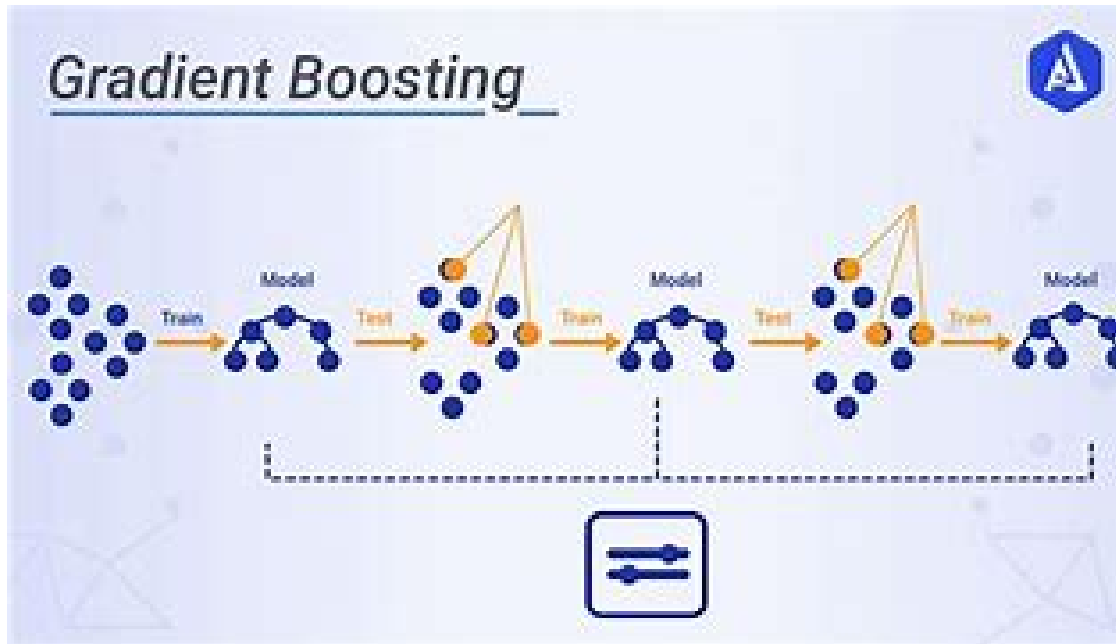 Gradient Boosting
Model
Model
Model
Train
Test
Train
Test
Train